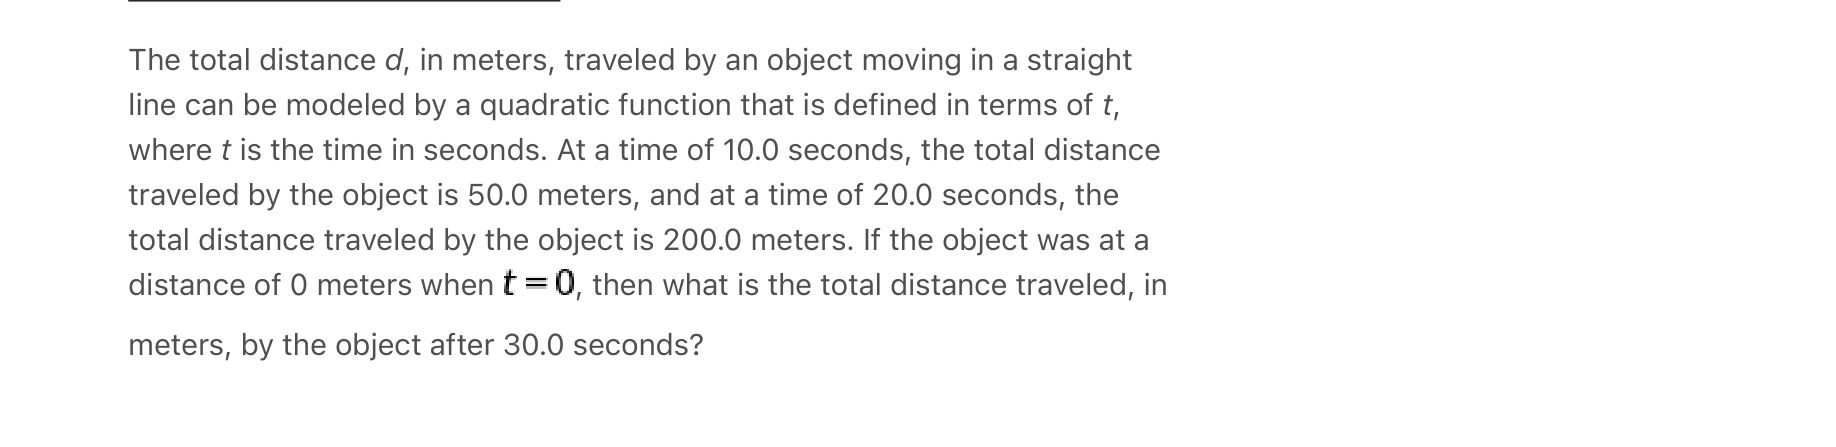 The total distance d, in meters, traveled by an object moving in a straight
line can be modeled by a quadratic function that is defined in terms of t,
where t is the time in seconds. At a time of 10.0 seconds, the total distance
traveled by the object is 50.0 meters, and at a time of 20.0 seconds, the
total distance traveled by the object is 200.0 meters. If the object was at a
distance of 0 meters when t = 0, then what is the total distance traveled, in
meters, by the object after 30.0 seconds?